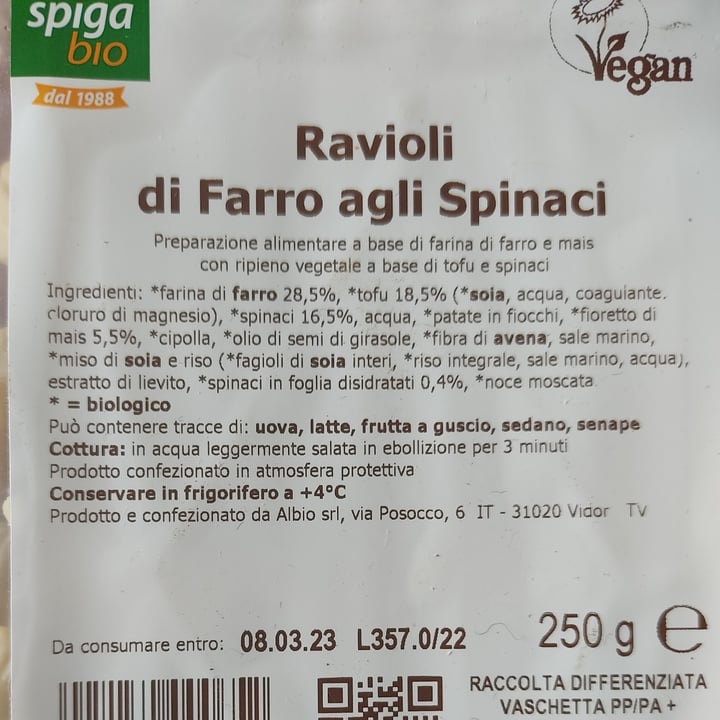 spiga
bio
dal 1988
Vegan
Ravioli
di Farro agli Spinaci
Preparazione alimentare a base di farina di farro e mais
con ripieno vegetale a base di tofu e spinaci
Ingredienti: *farina di farro 28,5%, *tofu 18,5% (*soia, acqua, coagulante.
cloruro di magnesio), *spinaci 16,5%, acqua, *patate in fiocchi, *fioretto di
mais 5,5%, *cipolla, *olio di semi di girasole, *fibra di avena, sale marino,
*miso di soia e riso (*fagioli di soia interi, *riso integrale, sale marino, acqua),
estratto di lievito, *spinaci in foglia disidratati 0,4%, *noce moscata
* = biologico
Può contenere tracce di: uova, latte, frutta a guscio, sedano, senape
Cottura: in acqua leggermente salata in ebollizione per 3 minuti
Prodotto confezionato in atmosfera protettiva
Conservare in frigorifero a +4°C
Prodotto e confezionato da Albio srl, via Posocco, 6 IT - 31020 Vidor TV
Da consumare entro: 08.03.23 L357.0/22 250 g ℮
RACCOLTA DIFFERENZIATA
VASCHETTA PP/PA +